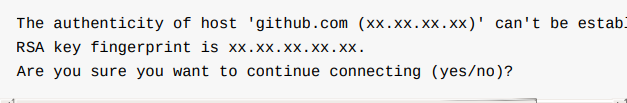 The authenticity of host 'github.com (xx.xx.xx.xx)' can't be
RSA key fingerprint is xx.xx.xx.xx.xx.
Are you sure you want to continue connecting (yes/no)?